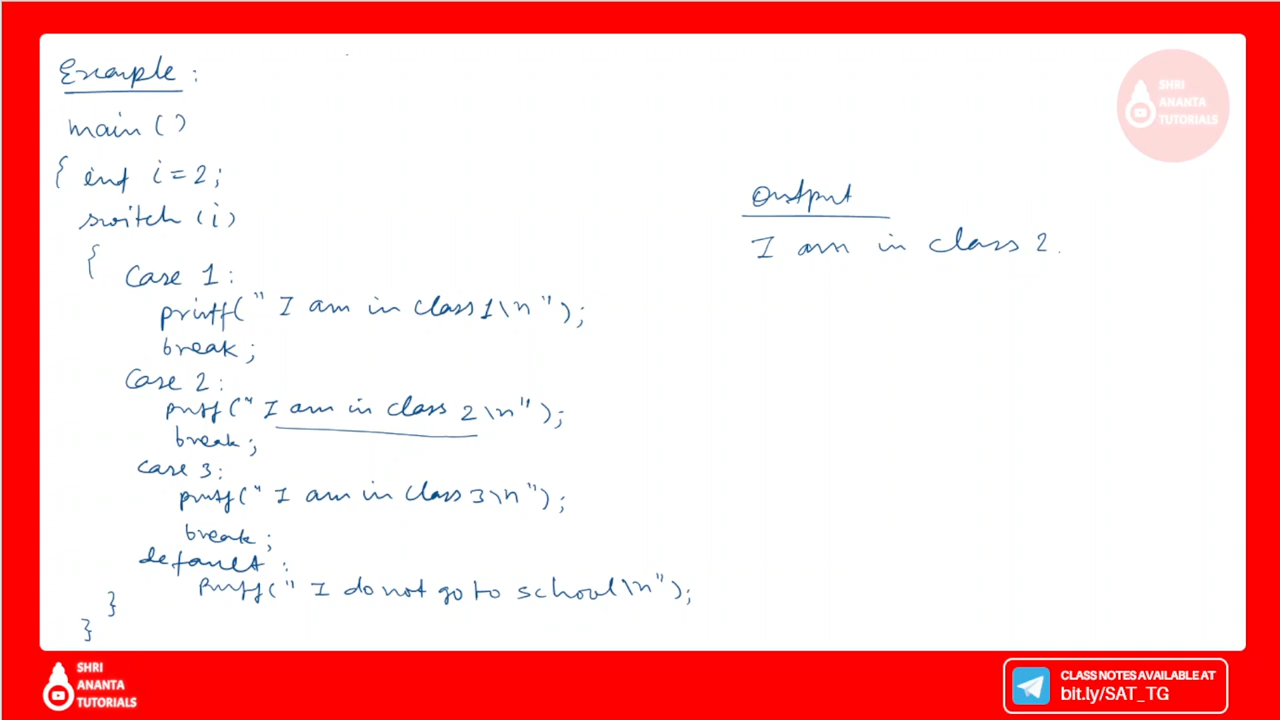 Example :
main ()
{ int i = 2;
switch (i)
{
Case 1:
printf(" I am in class 1\n ");
break ;
Case 2:
printf (" I am in class 2\n");
break ;
Case 3:
printf(" I am in class 3\n ");
break ;
default :
printf(" I do not go to school\n");
}
}
Output
I am in class 2.
SHRI
ANANTA
TUTORIALS
SHRI
ANANTA
TUTORIALS
CLASS NOTES AVAILABLE AT
bit.ly/SAT_TG